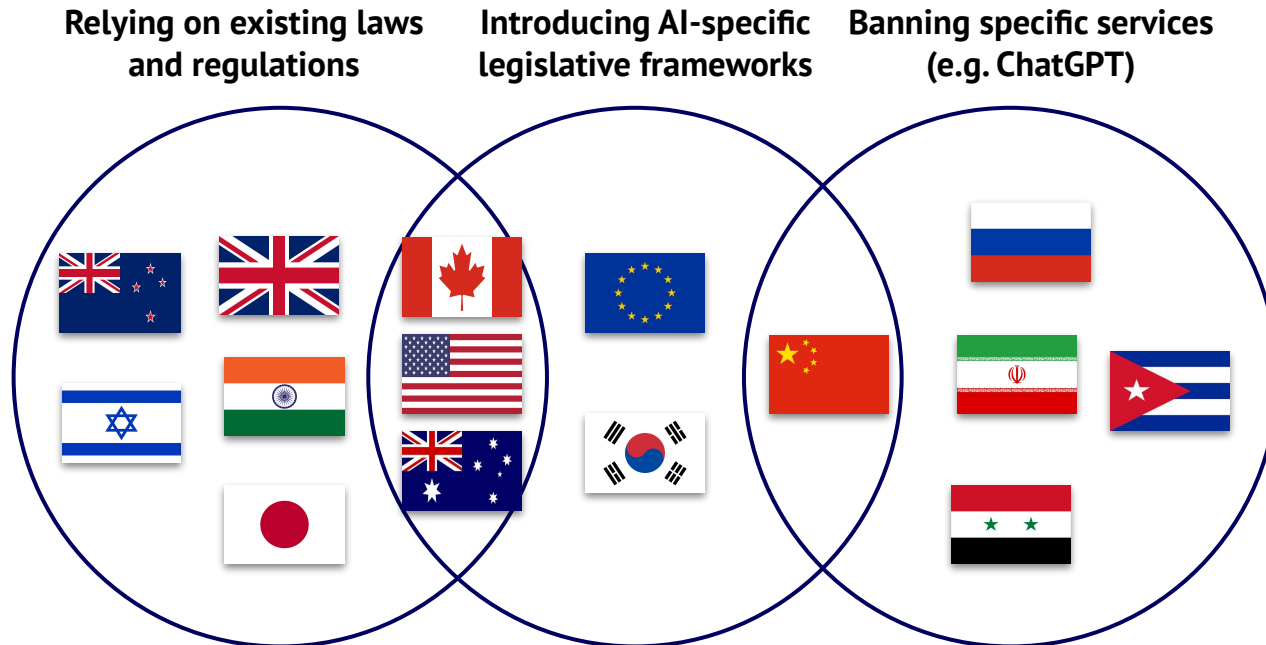 Relying on existing laws
and regulations
Introducing AI-specific
legislative frameworks
Banning specific services
(e.g. ChatGPT)